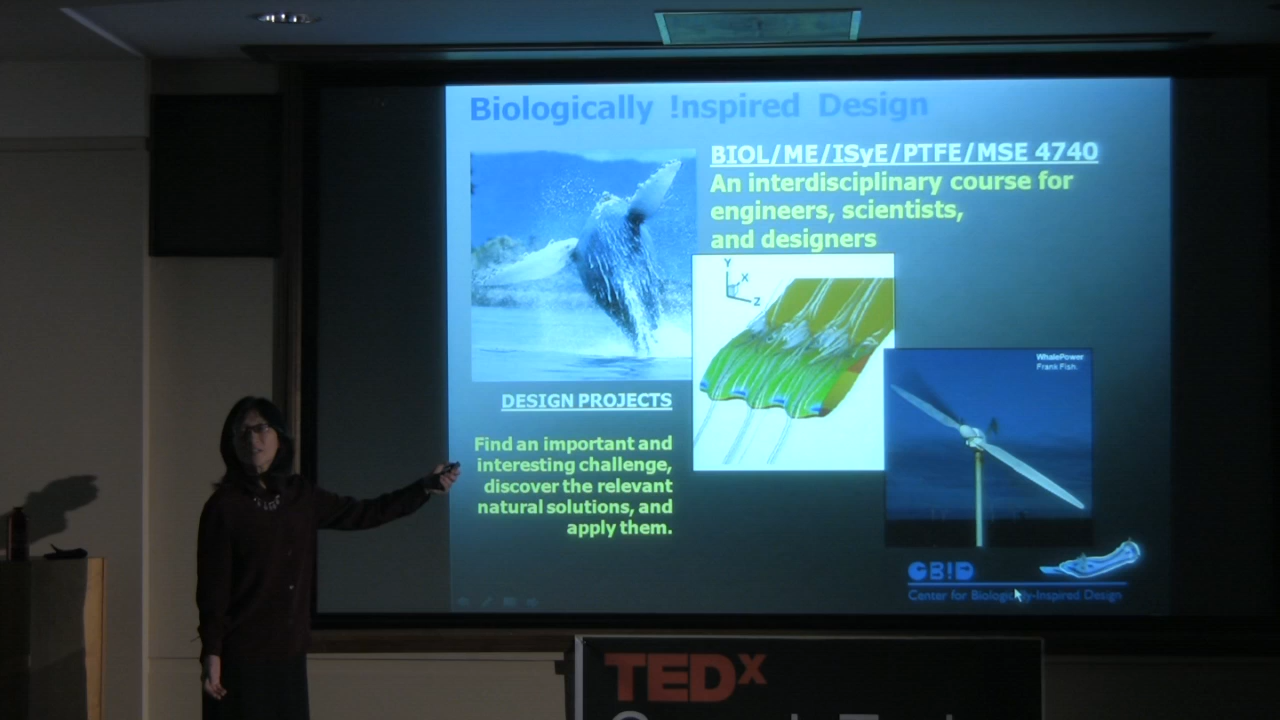 Biologically !nspired Design
BIOL/ME/ISyE/PTFE/MSE 4740
An interdisciplinary course for
engineers, scientists,
and designers
Y
X
Z
WhalePower
Frank Fish.
DESIGN PROJECTS
Find an important and
interesting challenge,
discover the relevant
natural solutions, and
apply them.
CBID
Center for Biologically-Inspired Design
TEDx